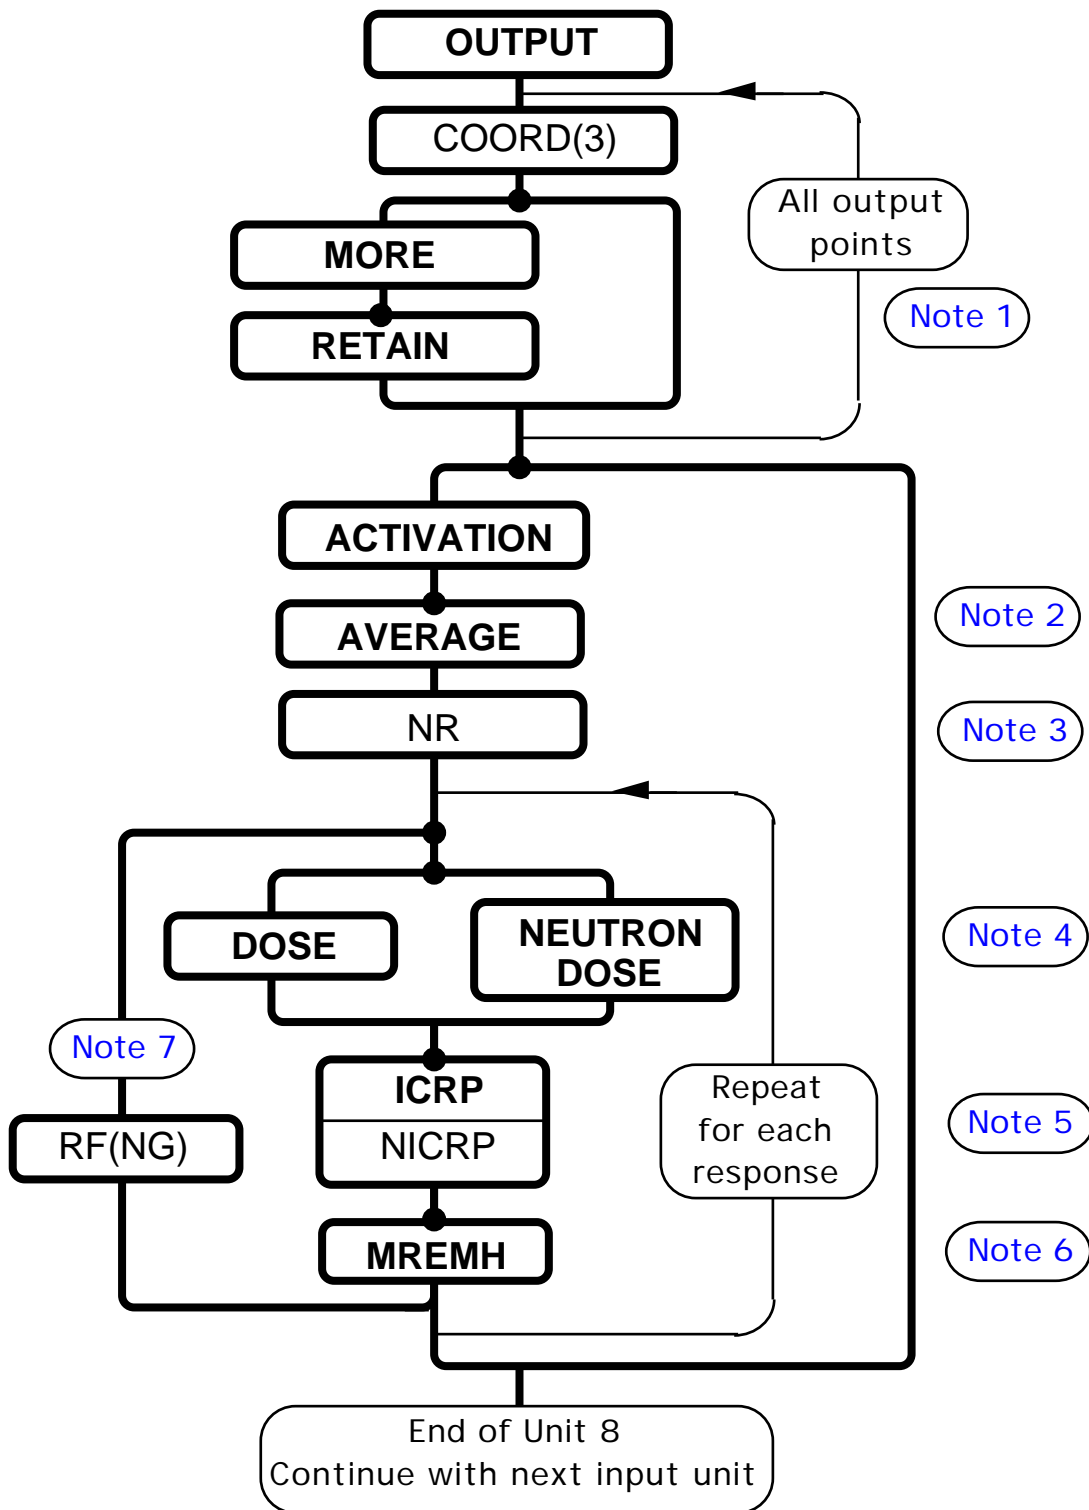 OUTPUT
COORD(3)
All output
points
MORE
Note 1
RETAIN
ACTIVATION
Note 2
AVERAGE
NR
Note 3
DOSE
NEUTRON
DOSE
Note 4
Note 7
ICRP
NICRP
Repeat
for each
response
Note 5
RF(NG)
MREMH
Note 6
End of Unit 8
Continue with next input unit